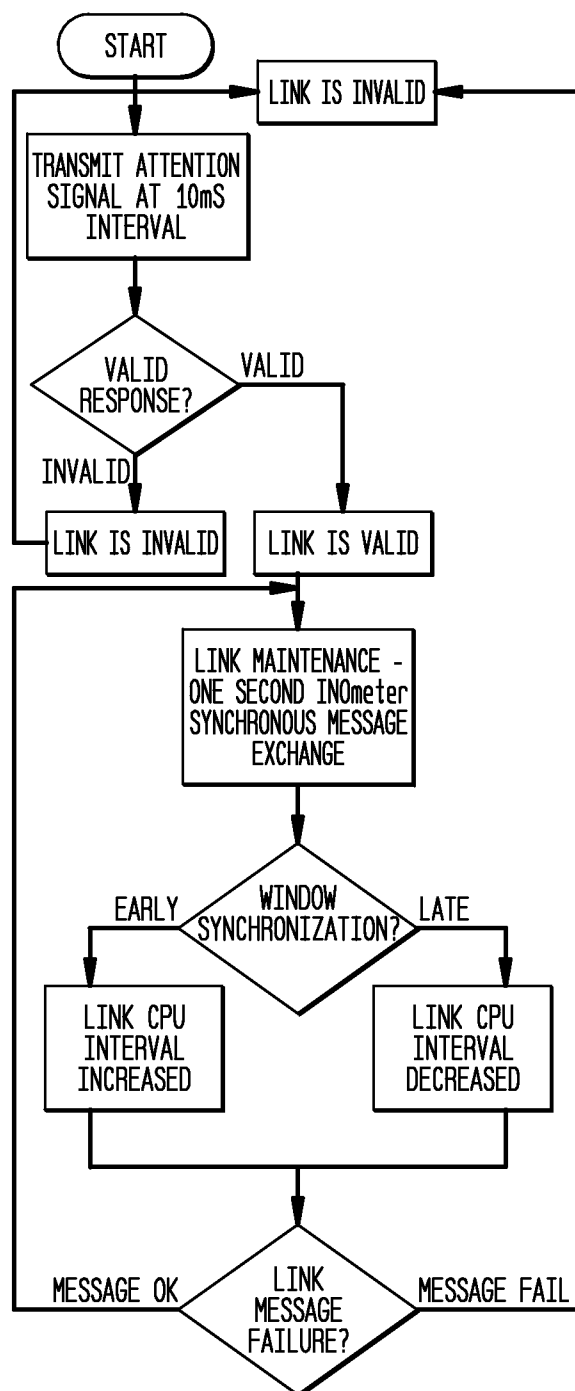 START
LINK IS INVALID
TRANSMIT ATTENTION
SIGNAL AT 10mS
INTERVAL
VALID
RESPONSE?
VALID
INVALID
LINK IS INVALID
LINK IS VALID
LINK MAINTENANCE -
ONE SECOND INOmeter
SYNCHRONOUS MESSAGE
EXCHANGE
WINDOW
SYNCHRONIZATION?
EARLY
LATE
LINK CPU
INTERVAL
INCREASED
LINK CPU
INTERVAL
DECREASED
MESSAGE OK
LINK
MESSAGE
FAILURE?
MESSAGE FAIL